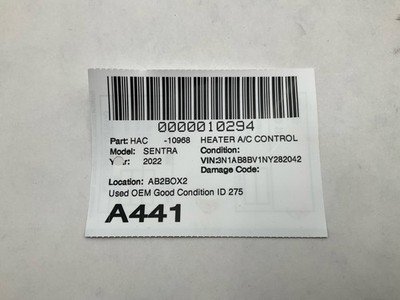 0000010294
Part: HAC -10968 HEATER A/C CONTROL
Model: SENTRA Condition:
Year: 2022 VIN:3N1AB8BV1NY282042
Damage Code:
Location: AB2BOX2
Used OEM Good Condition ID 275
A441